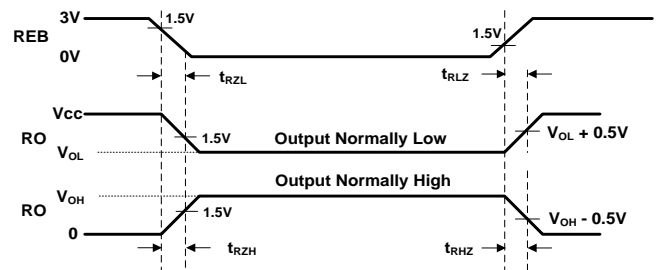 3V
1.5V
REB
1.5V
0V
tRZL
tRLZ
Vcc
RO
1.5V
Output Normally Low
VOL + 0.5V
VOL
Output Normally High
VOH
RO
1.5V
VOH - 0.5V
0
tRZH
tRHZ